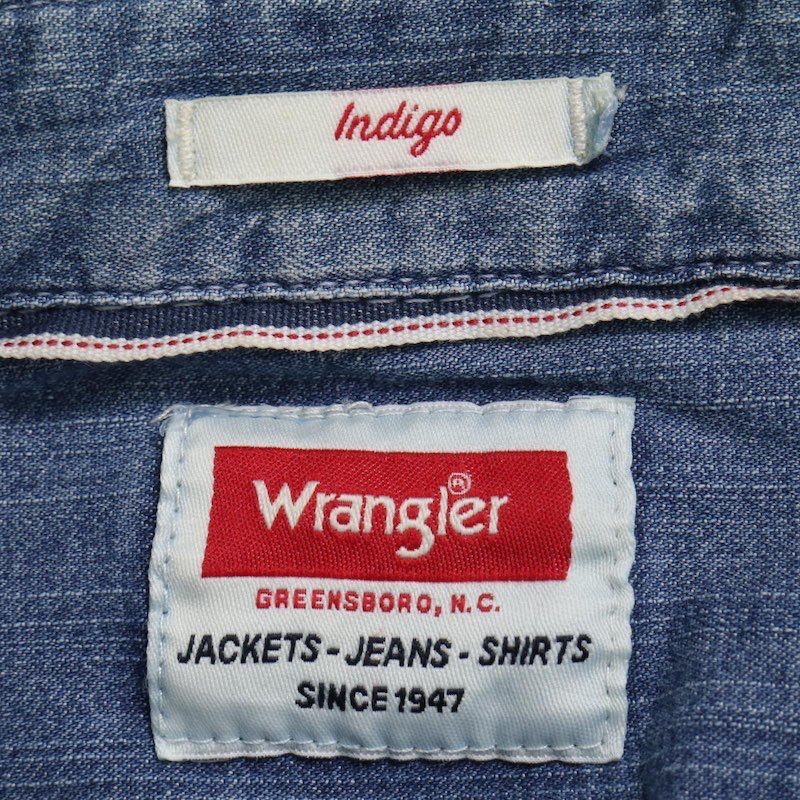 Indigo
Wrangler®
GREENSBORO, N.C.
JACKETS - JEANS - SHIRTS
SINCE 1947